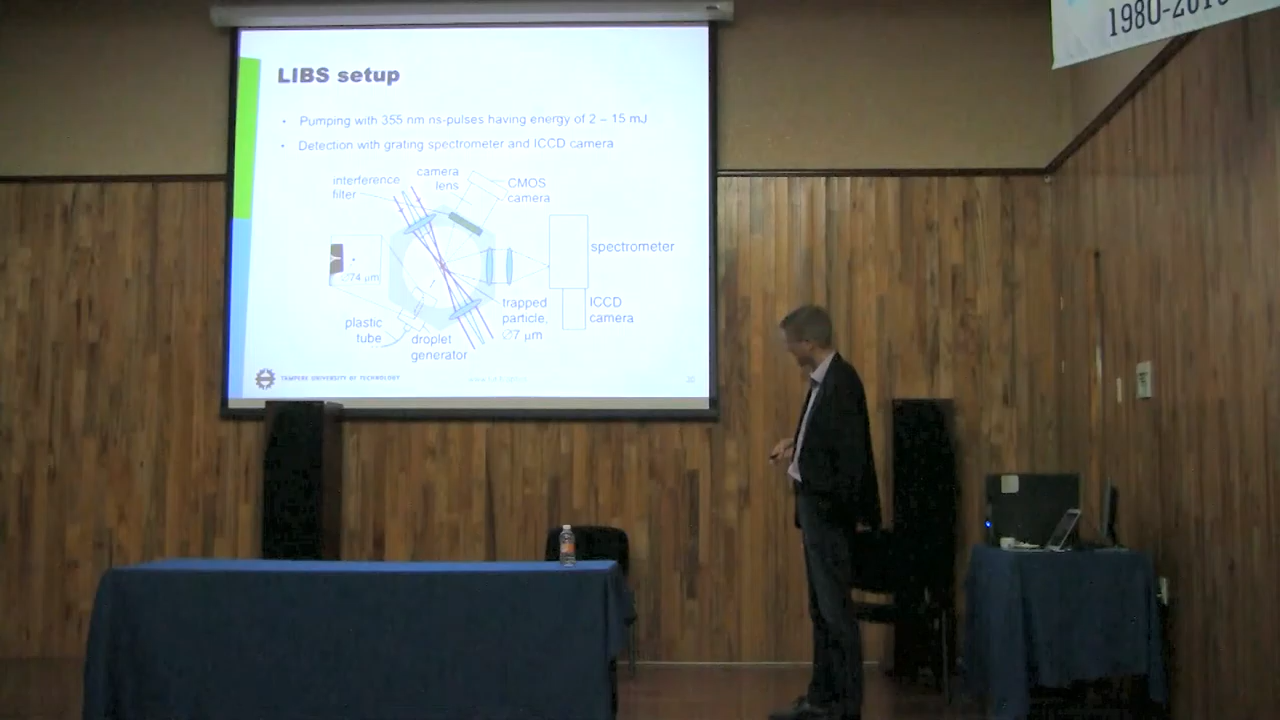 1980-2010
LIBS setup
• Pumping with 355 nm ns-pulses having energy of 2 – 15 mJ
• Detection with grating spectrometer and ICCD camera
interference
filter
camera
lens
CMOS
camera
∅74 μm
spectrometer
plastic
tube
droplet
generator
trapped
particle,
∅7 μm
ICCD
camera
TAMPERE UNIVERSITY OF TECHNOLOGY